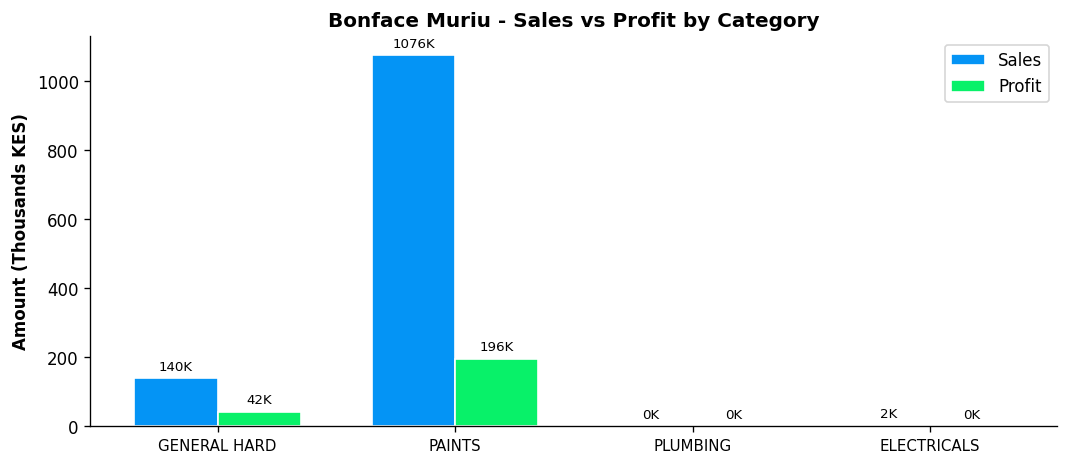 Bonface Muriu - Sales vs Profit by Category
Amount (Thousands KES)
1000
800
600
400
200
0
1076K
196K
140K
42K
0K
0K
2K
0K
GENERAL HARD
PAINTS
PLUMBING
ELECTRICALS
Sales
Profit